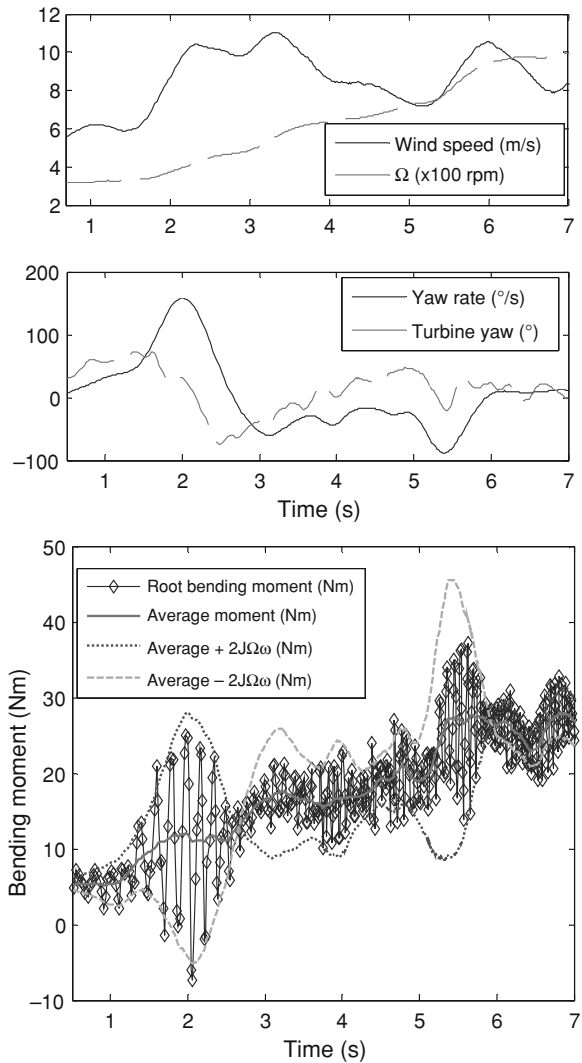 12
10
8
6
4
2
Wind speed (m/s)
Ω (x100 rpm)
1 2 3 4 5 6 7
200
100
0
−100
Yaw rate (°/s)
Turbine yaw (°)
1 2 3 4 5 6 7
Time (s)
50
40
30
20
10
0
−10
Bending moment (Nm)
Root bending moment (Nm)
Average moment (Nm)
Average + 2JΩω (Nm)
Average − 2JΩω (Nm)
1 2 3 4 5 6 7
Time (s)